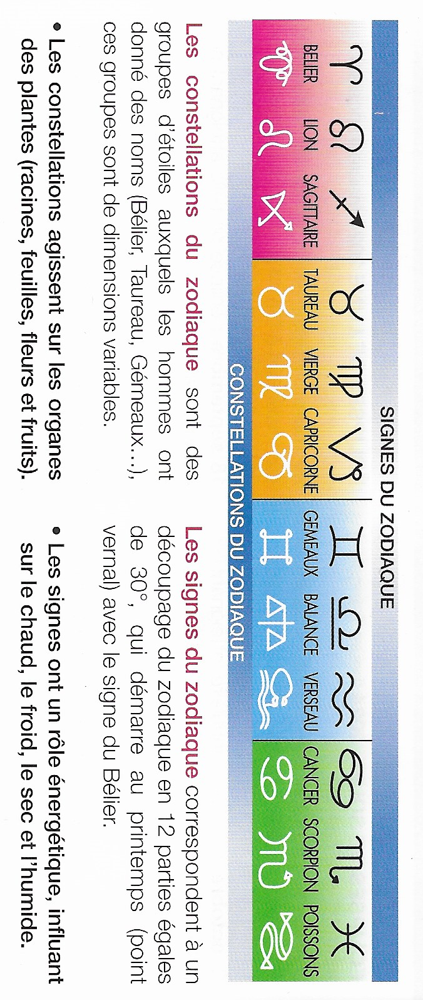 SIGNES DU ZODIAQUE
BELIER LION SAGITTAIRE TAUREAU VIERGE CAPRICORNE GEMEAUX BALANCE VERSEAU CANCER SCORPION POISSONS
CONSTELLATIONS DU ZODIAQUE
Les constellations du zodiaque sont des
groupes d'étoiles auxquels les hommes ont
donné des noms (Bélier, Taureau, Gémeaux...),
ces groupes sont de dimensions variables.
• Les constellations agissent sur les organes
des plantes (racines, feuilles, fleurs et fruits).
Les signes du zodiaque correspondent à un
découpage du zodiaque en 12 parties égales
de 30°, qui démarre au printemps (point
vernal) avec le signe du Bélier.
• Les signes ont un rôle énergétique, influant
sur le chaud, le froid, le sec et l'humide.